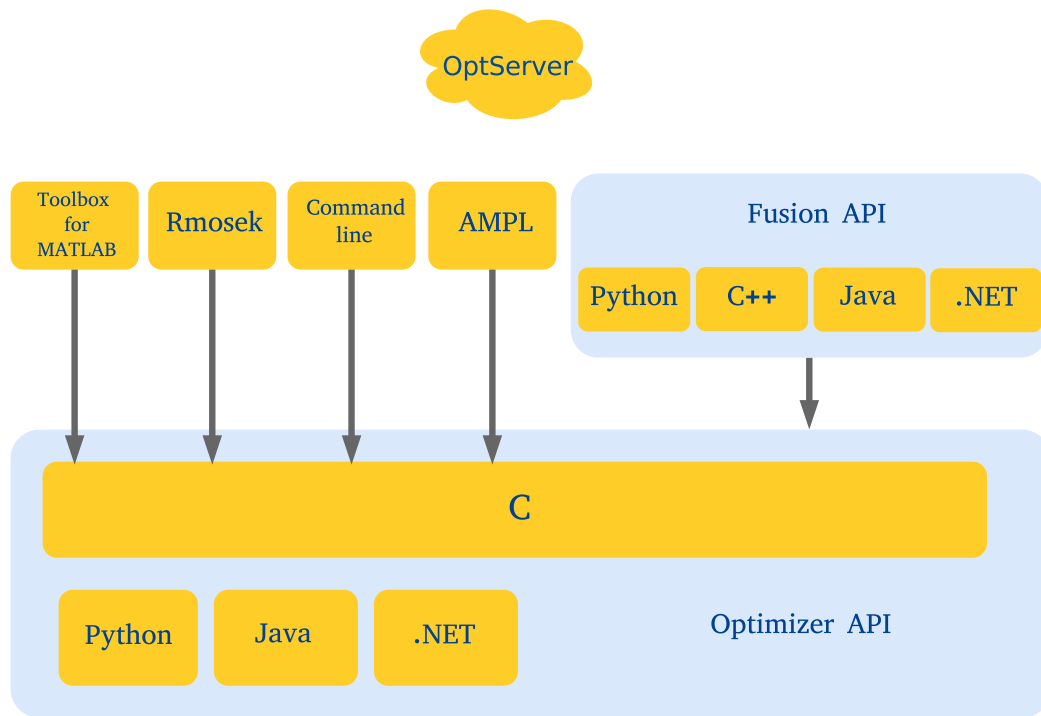 OptServer
Toolbox
for
MATLAB
Rmosek
Command
line
AMPL
Fusion API
Python
C++
Java
.NET
C
Python
Java
.NET
Optimizer API